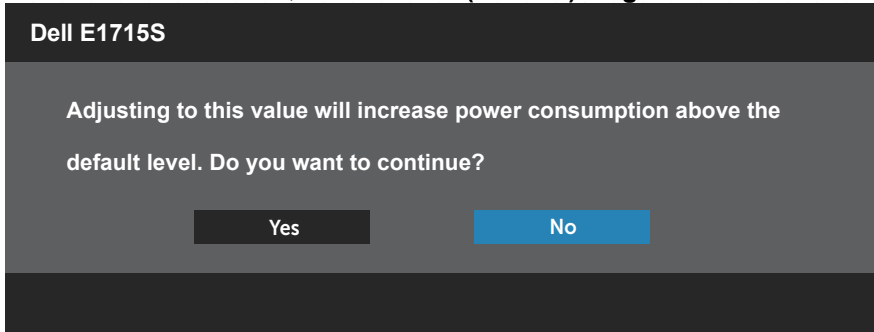 Dell E1715S
Adjusting to this value will increase power consumption above the
default level. Do you want to continue?
Yes No